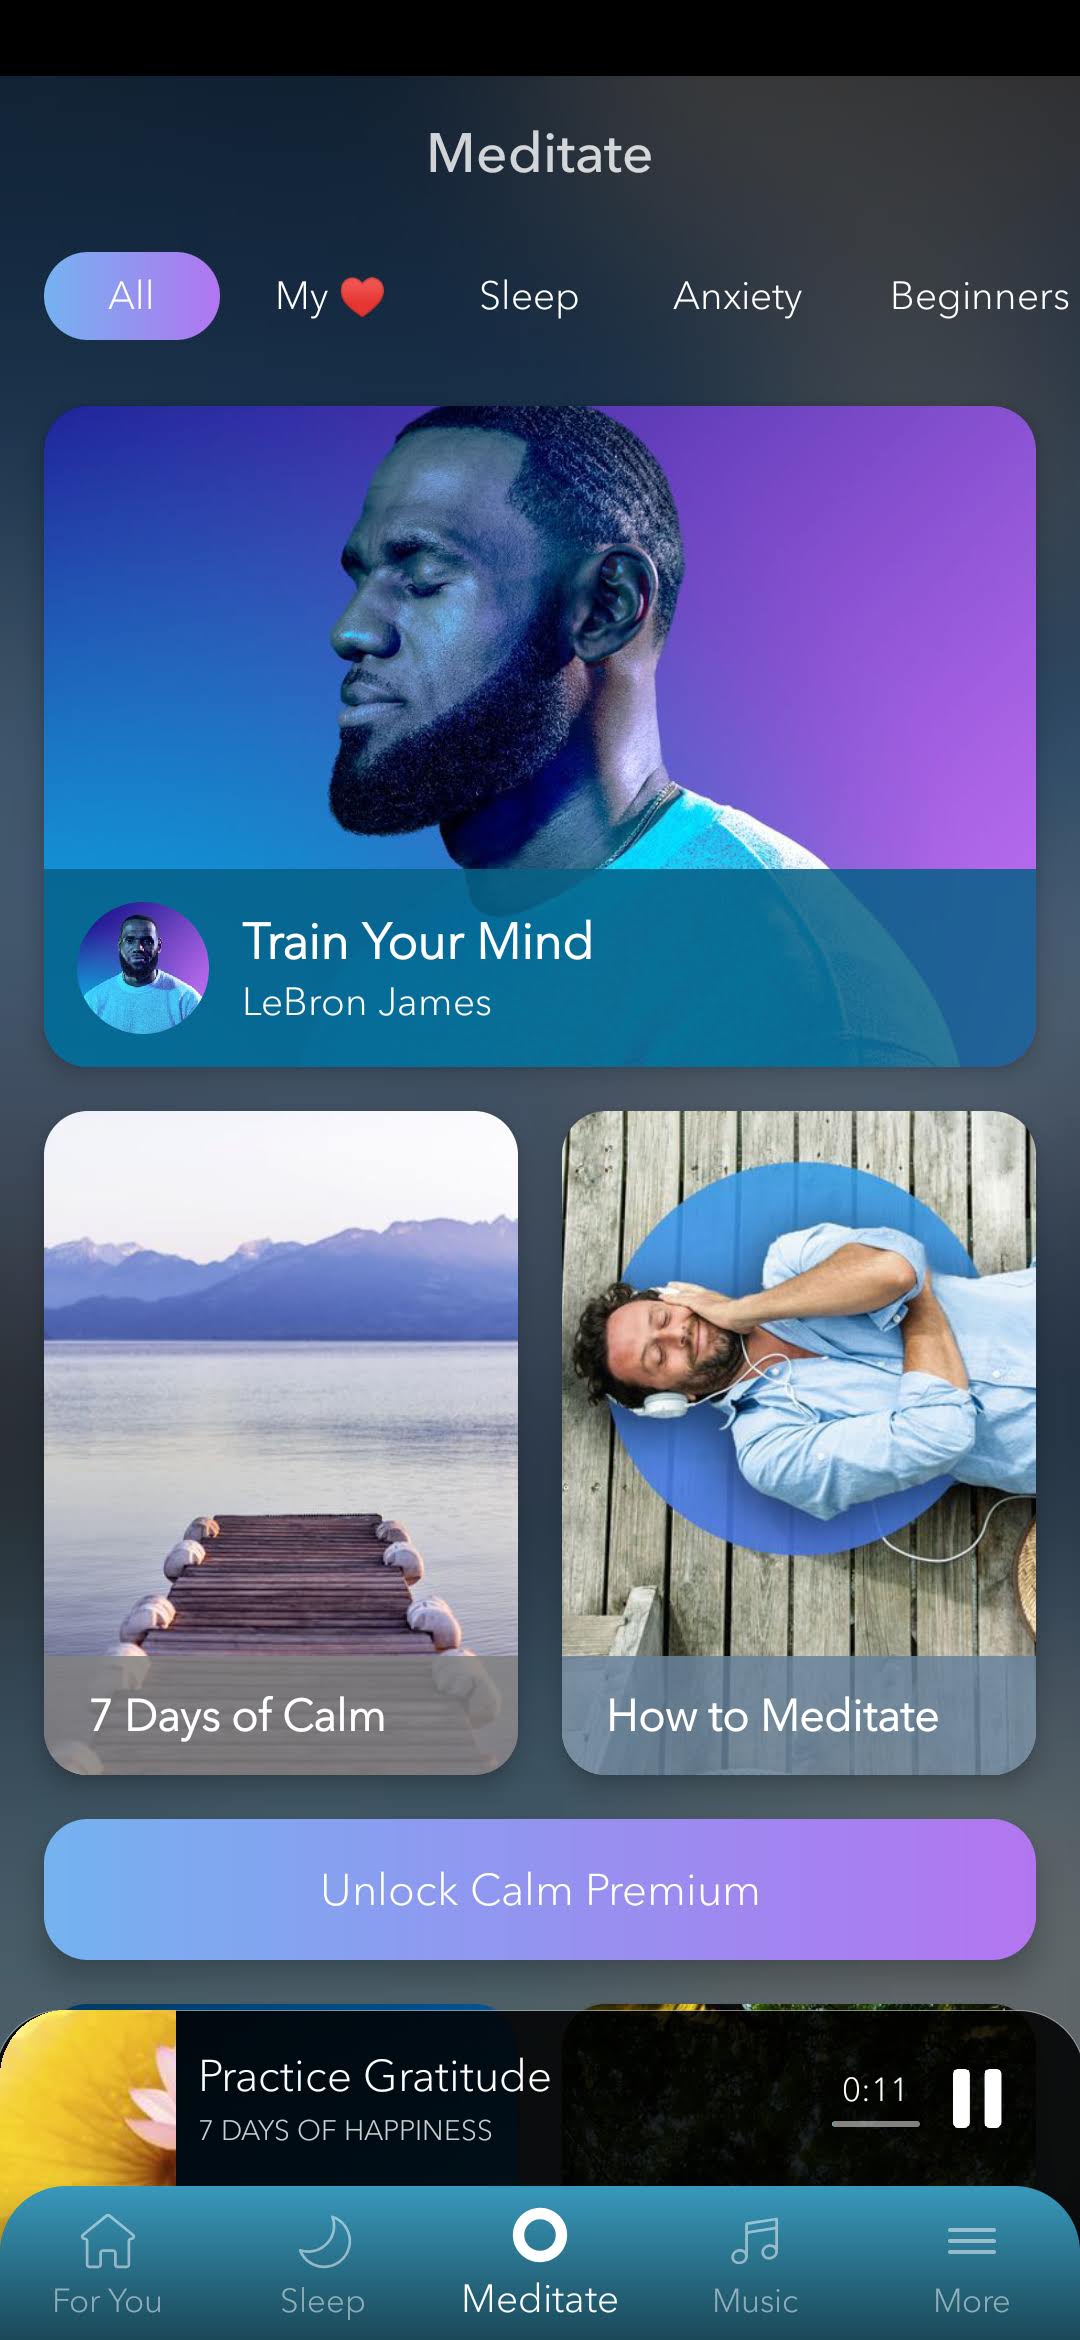 Meditate
All
My ❤️
Sleep
Anxiety
Beginners
Train Your Mind
LeBron James
7 Days of Calm
How to Meditate
Unlock Calm Premium
Practice Gratitude
7 DAYS OF HAPPINESS
0:11
For You
Sleep
Meditate
Music
More